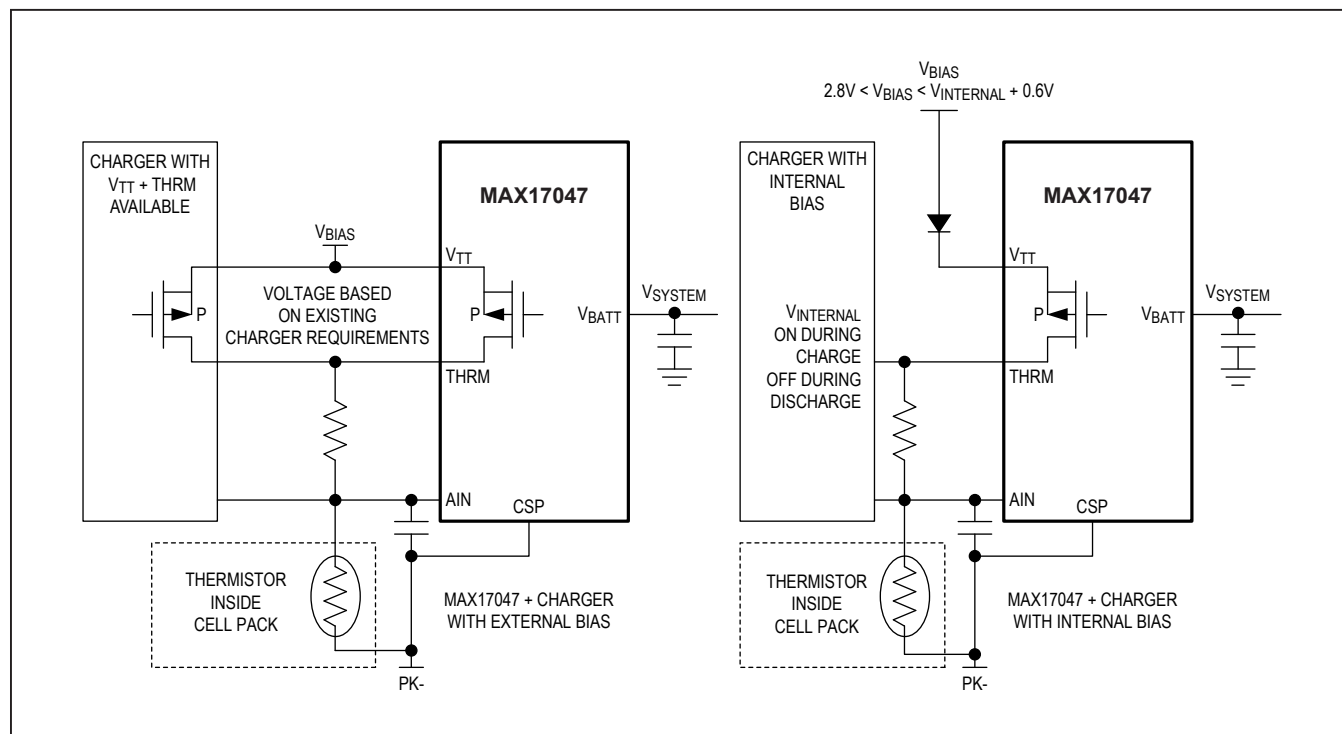 CHARGER WITH
VTT + THRM
AVAILABLE
VBIAS
VOLTAGE BASED
ON EXISTING
CHARGER REQUIREMENTS
P
MAX17047
VTT
P
VBATT
THRM
AIN
CSP
VSYSTEM
THERMISTOR
INSIDE
CELL PACK
MAX17047 + CHARGER
WITH EXTERNAL BIAS
PK-
VBIAS
2.8V < VBIAS < VINTERNAL + 0.6V
CHARGER WITH
INTERNAL
BIAS
VINTERNAL
ON DURING
CHARGE
OFF DURING
DISCHARGE
MAX17047
VTT
P
VBATT
THRM
AIN
CSP
VSYSTEM
THERMISTOR
INSIDE
CELL PACK
MAX17047 + CHARGER
WITH INTERNAL BIAS
PK-